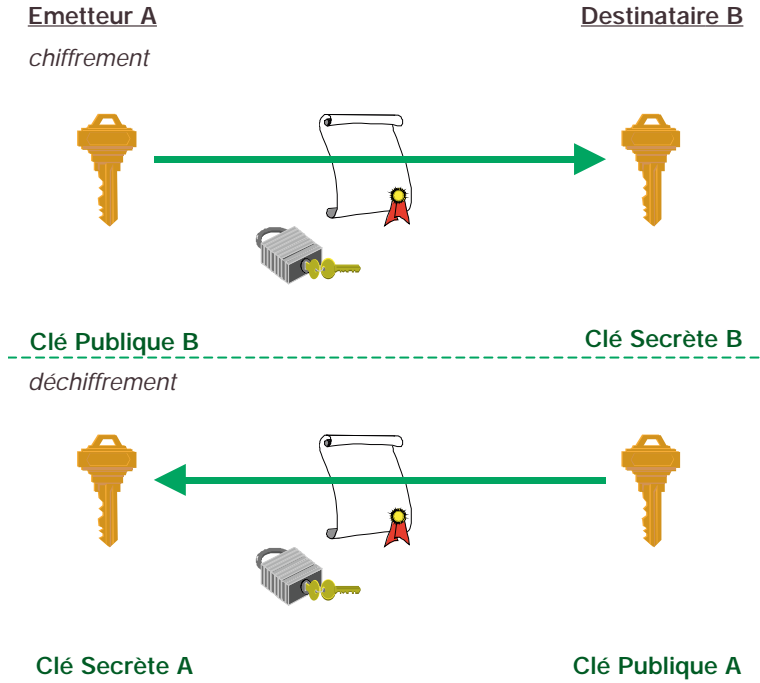 Emetteur A
Destinataire B
chiffrement
Clé Publique B
Clé Secrète B
déchiffrement
Clé Secrète A
Clé Publique A